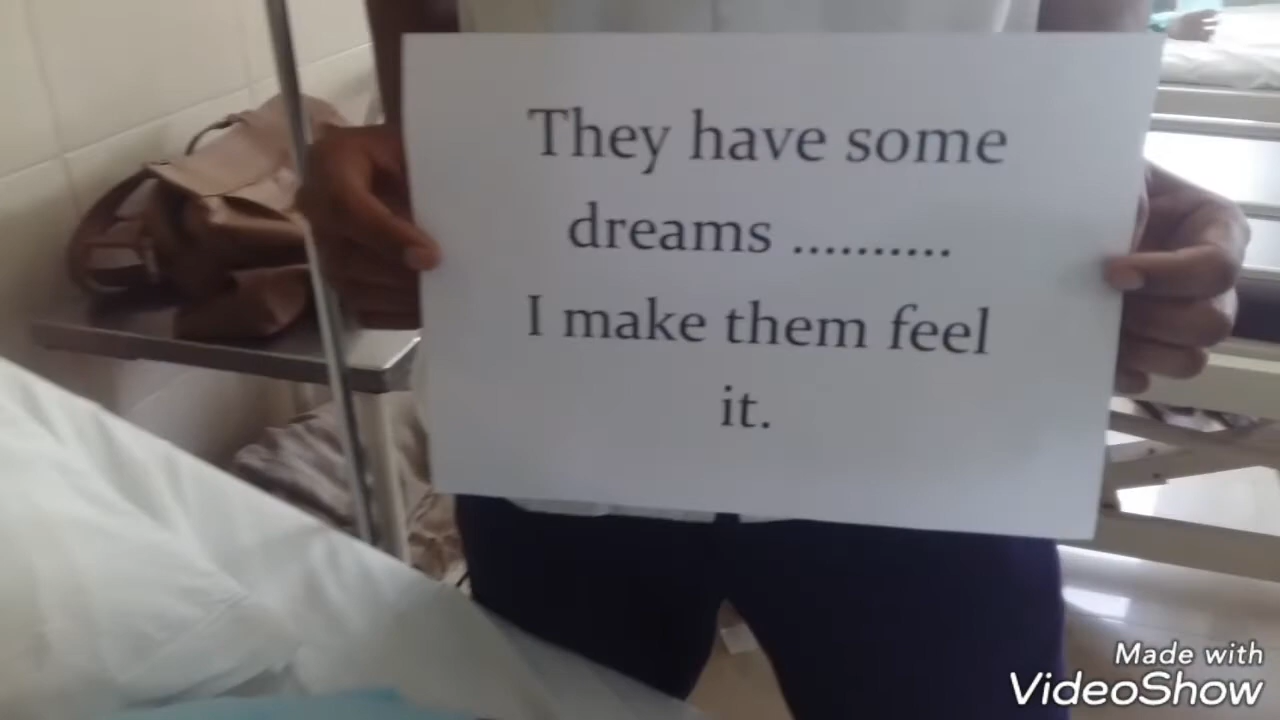 They have some
dreams ..........
I make them feel
it.
Made with
VideoShow